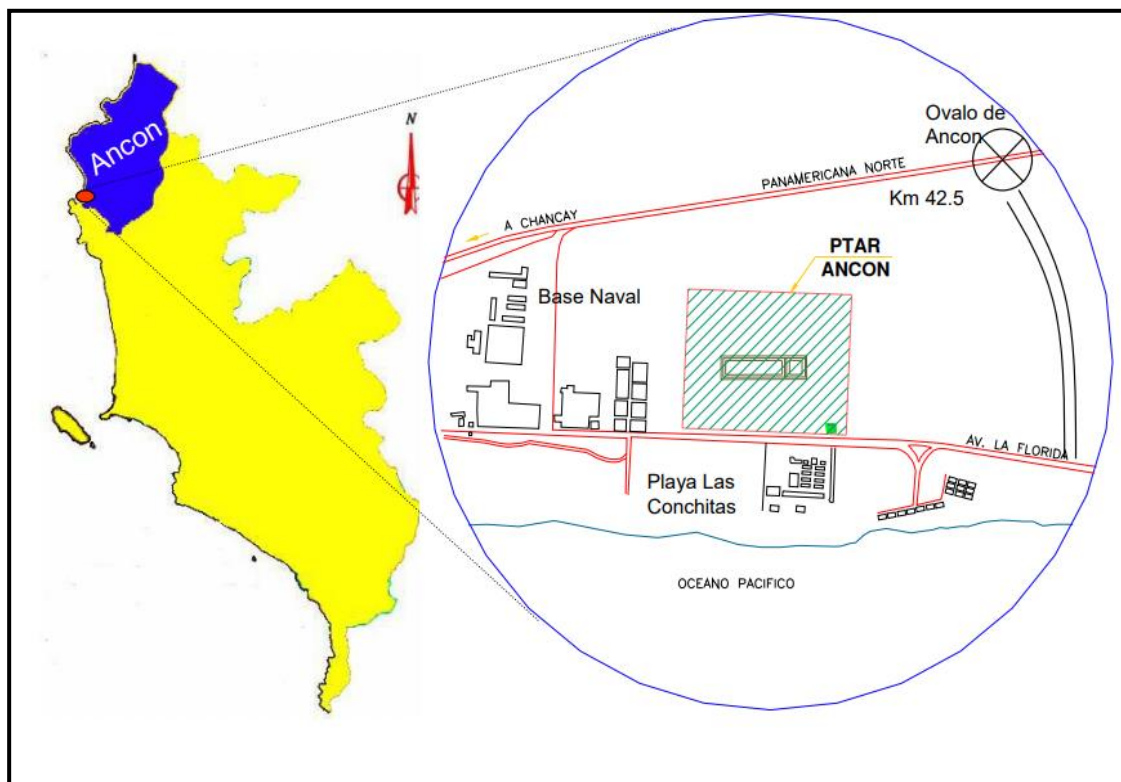 Ancon
N
Ovalo de
Ancon
PANAMERICANA NORTE
Km 42.5
A CHANCAY
PTAR
ANCON
Base Naval
AV. LA FLORIDA
Playa Las
Conchitas
OCEANO PACIFICO